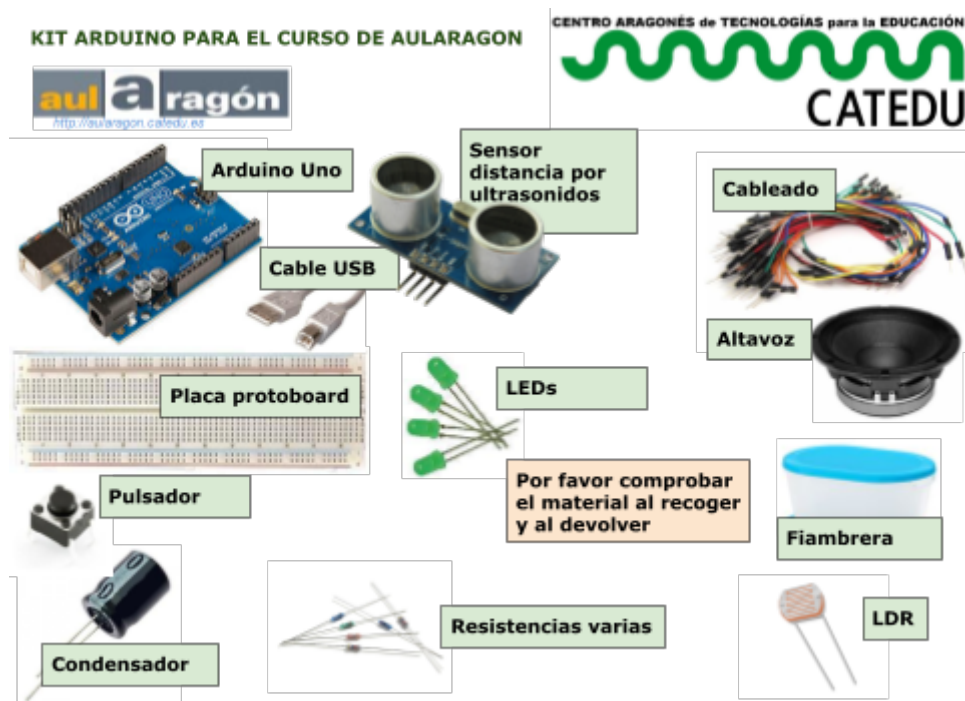 KIT ARDUINO PARA EL CURSO DE AULARAGON
CENTRO ARAGONÉS de TECNOLOGÍAS para la EDUCACIÓN
CATEDU
aulAragón
http://aularagon.catedu.es
Arduino Uno
Sensor
distancia por
ultrasonidos
Cableado
Cable USB
Altavoz
Placa protoboard
LEDs
Pulsador
Por favor comprobar
el material al recoger
y al devolver
Fiambrera
Condensador
Resistencias varias
LDR